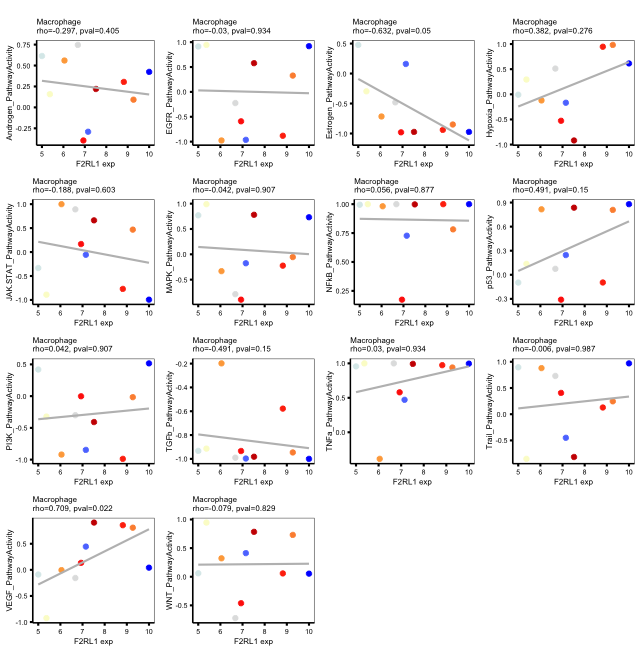 Macrophage
rho=-0.297, pval=0.405
0.75
0.50
0.25
0.00
-0.25
5 6 7 8 9 10
F2RL1 exp
Androgen_PathwayActivity
Macrophage
rho=-0.03, pval=0.934
1.0
0.5
0.0
-0.5
-1.0
5 6 7 8 9 10
F2RL1 exp
EGFR_PathwayActivity
Macrophage
rho=-0.632, pval=0.05
0.5
0.0
-0.5
-1.0
5 6 7 8 9 10
F2RL1 exp
Estrogen_PathwayActivity
Macrophage
rho=0.382, pval=0.276
1.0
0.5
0.0
-0.5
-1.0
5 6 7 8 9 10
F2RL1 exp
Hypoxia_PathwayActivity
Macrophage
rho=-0.188, pval=0.603
1.0
0.5
0.0
-0.5
-1.0
5 6 7 8 9 10
F2RL1 exp
JAK.STAT_PathwayActivity
Macrophage
rho=-0.042, pval=0.907
1.0
0.5
0.0
-0.5
5 6 7 8 9 10
F2RL1 exp
MAPK_PathwayActivity
Macrophage
rho=0.056, pval=0.877
1.00
0.75
0.50
0.25
5 6 7 8 9 10
F2RL1 exp
NFkB_PathwayActivity
Macrophage
rho=0.491, pval=0.15
0.9
0.6
0.3
0.0
-0.3
5 6 7 8 9 10
F2RL1 exp
p53_PathwayActivity
Macrophage
rho=0.042, pval=0.907
0.5
0.0
-0.5
-1.0
5 6 7 8 9 10
F2RL1 exp
PI3K_PathwayActivity
Macrophage
rho=-0.491, pval=0.15
-0.2
-0.4
-0.6
-0.8
-1.0
5 6 7 8 9 10
F2RL1 exp
TGFb_PathwayActivity
Macrophage
rho=0.03, pval=0.934
1.0
0.5
0.0
5 6 7 8 9 10
F2RL1 exp
TNFa_PathwayActivity
Macrophage
rho=-0.006, pval=0.987
1.0
0.5
0.0
-0.5
5 6 7 8 9 10
F2RL1 exp
Trail_PathwayActivity
Macrophage
rho=0.709, pval=0.022
1.0
0.5
0.0
-0.5
-1.0
5 6 7 8 9 10
F2RL1 exp
VEGF_PathwayActivity
Macrophage
rho=-0.079, pval=0.829
1.0
0.5
0.0
-0.5
5 6 7 8 9 10
F2RL1 exp
WNT_PathwayActivity